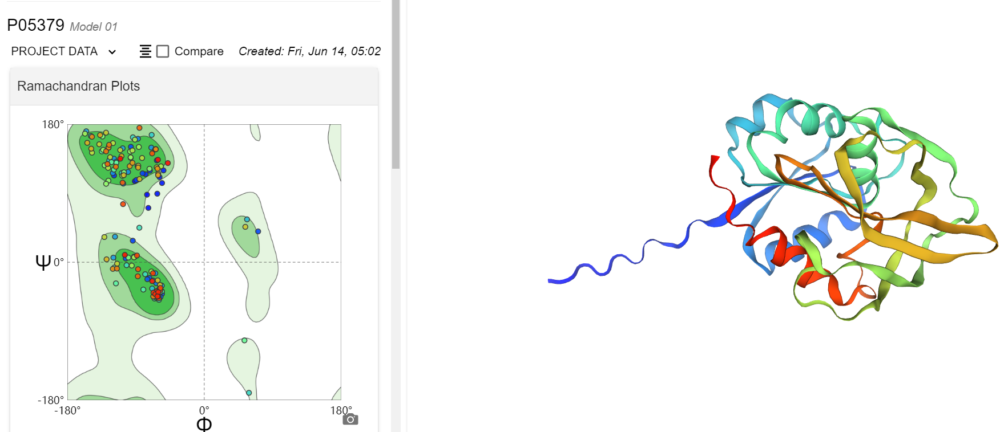 P05379 Model 01
PROJECT DATA Compare Created: Fri, Jun 14, 05:02
Ramachandran Plots
180°
Ψ 0°
-180°
-180° 0° 180°
Φ